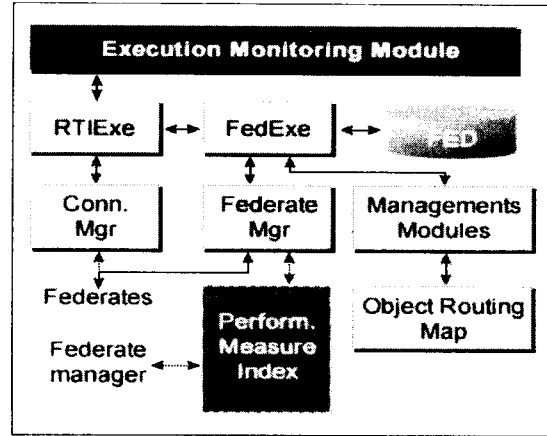 Execution Monitoring Module
RTIExe
FedExe
FED
Conn.
Mgr
Federate
Mgr
Managements
Modules
Federates
Perform.
Measure
Index
Object Routing
Map
Federate
manager